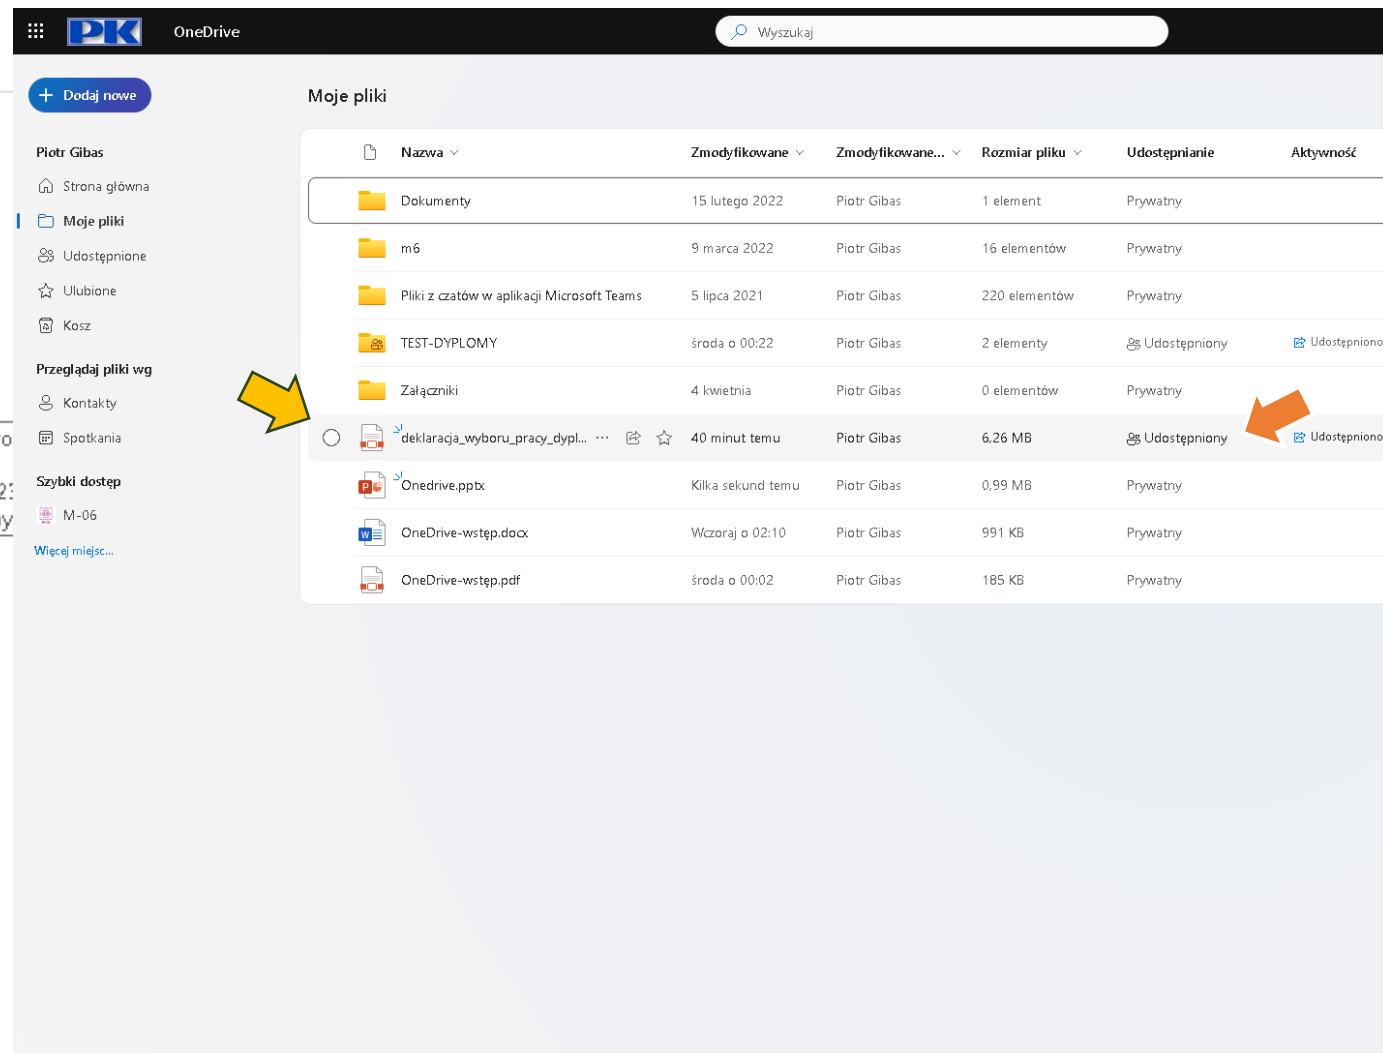 PK OneDrive Wyszukaj
Dodaj nowe
Moje pliki
Piotr Gibas
Strona główna
Moje pliki
Udostępnione
Ulubione
Kosz
Przeglądaj pliki wg
Kontakty
Spotkania
Szybki dostęp
M-06
Więcej miejsc...
Nazwa Zmodyfikowane Zmodyfikowane... Rozmiar pliku Udostępnianie Aktywność
Dokumenty 15 lutego 2022 Piotr Gibas 1 element Prywatny
m6 9 marca 2022 Piotr Gibas 16 elementów Prywatny
Pliki z czatów w aplikacji Microsoft Teams 5 lipca 2021 Piotr Gibas 220 elementów Prywatny
TEST-DYPLOMY środa o 00:22 Piotr Gibas 2 elementy Udostępniony Udostępniono
Załączniki 4 kwietnia Piotr Gibas 0 elementów Prywatny
deklaracja_wyboru_pracy_dypl... 40 minut temu Piotr Gibas 6,26 MB Udostępniony Udostępniono
Onedrive.pptx Kilka sekund temu Piotr Gibas 0,99 MB Prywatny
OneDrive-wstęp.docx Wczoraj o 02:10 Piotr Gibas 991 KB Prywatny
OneDrive-wstęp.pdf środa o 00:02 Piotr Gibas 185 KB Prywatny